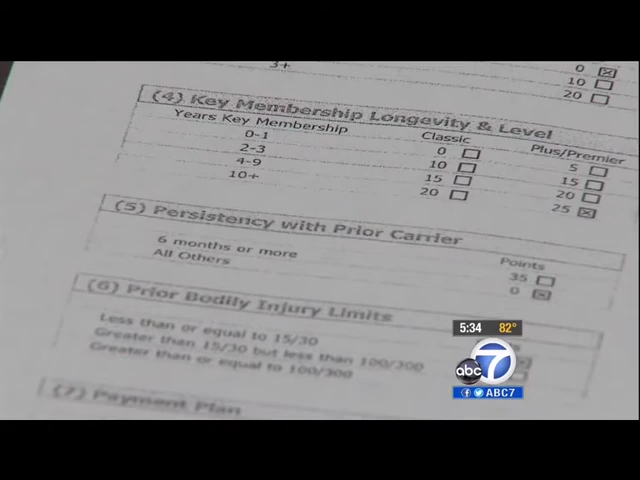 3+
0
10
20
(4) Key Membership Longevity & Level
Years Key Membership Classic Plus/Premier
0-1 0 5
2-3 10 15
4-9 15 20
10+ 20 25
(5) Persistency with Prior Carrier
Points
6 months or more 35
All Others 0
(6) Prior Bodily Injury Limits
Less than or equal to 15/30
Greater than 15/30 but less than 100/300
Greater than or equal to 100/300
(7) Payment Plan
5:34 82°
abc 7
ABC7